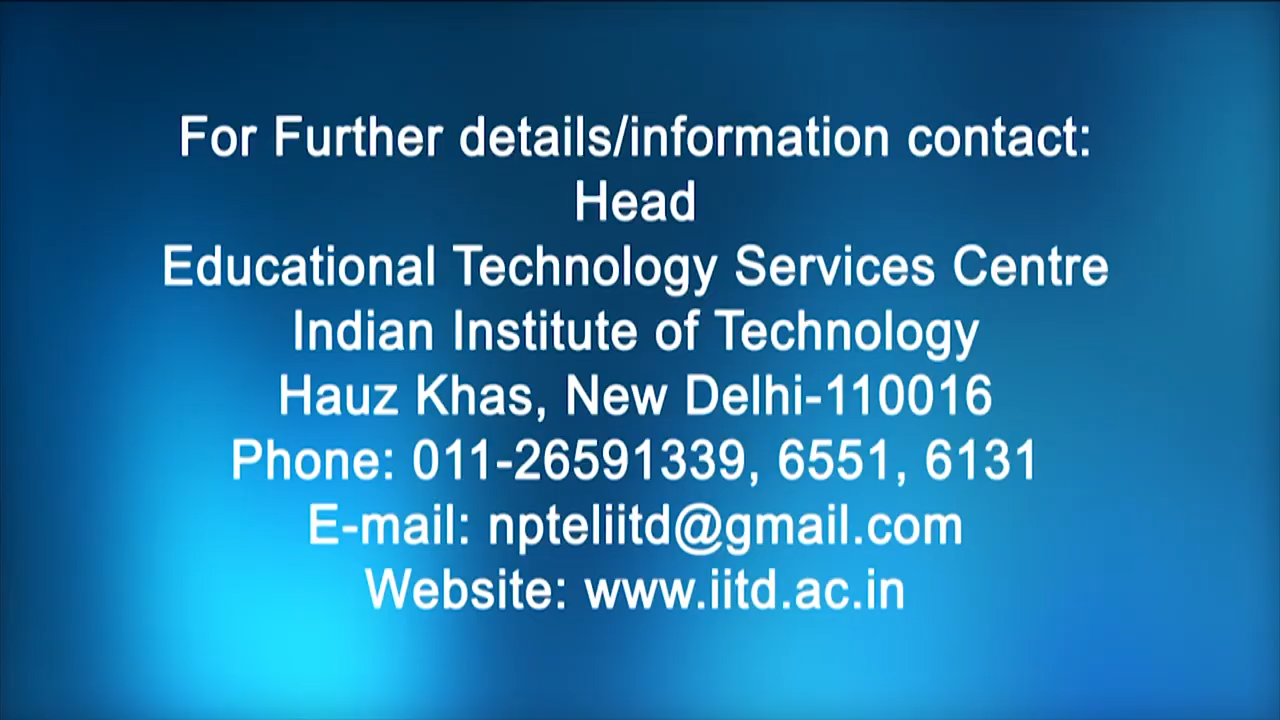 For Further details/information contact:
Head
Educational Technology Services Centre
Indian Institute of Technology
Hauz Khas, New Delhi-110016
Phone: 011-26591339, 6551, 6131
E-mail: npteliitd@gmail.com
Website: www.iitd.ac.in